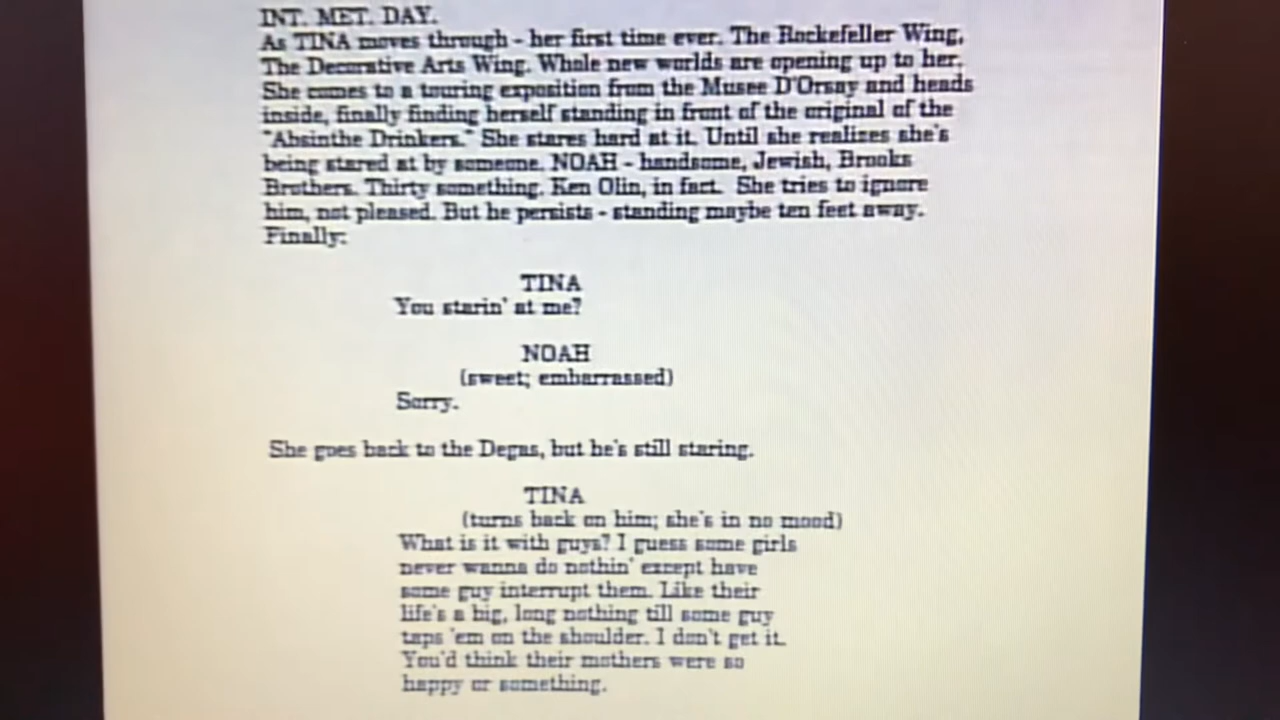 INT. MET. DAY.
As TINA moves through - her first time ever. The Rockefeller Wing,
The Decorative Arts Wing. Whole new worlds are opening up to her.
She comes to a touring exposition from the Musee D'Orsay and heads
inside, finally finding herself standing in front of the original of the
"Absinthe Drinkers." She stares hard at it. Until she realizes she's
being stared at by someone. NOAH - handsome, Jewish, Brooks
Brothers. Thirty something. Ken Olin, in fact. She tries to ignore
him, not pleased. But he persists - standing maybe ten feet away.
Finally:
TINA
You starin' at me?
NOAH
(sweet; embarrassed)
Sorry.
She goes back to the Degas, but he's still staring.
TINA
(turns back on him; she's in no mood)
What is it with guys? I guess some girls
never wanna do nothin' except have
some guy interrupt them. Like their
life's a big, long nothing till some guy
taps 'em on the shoulder. I don't get it.
You'd think their mothers were so
happy or something.